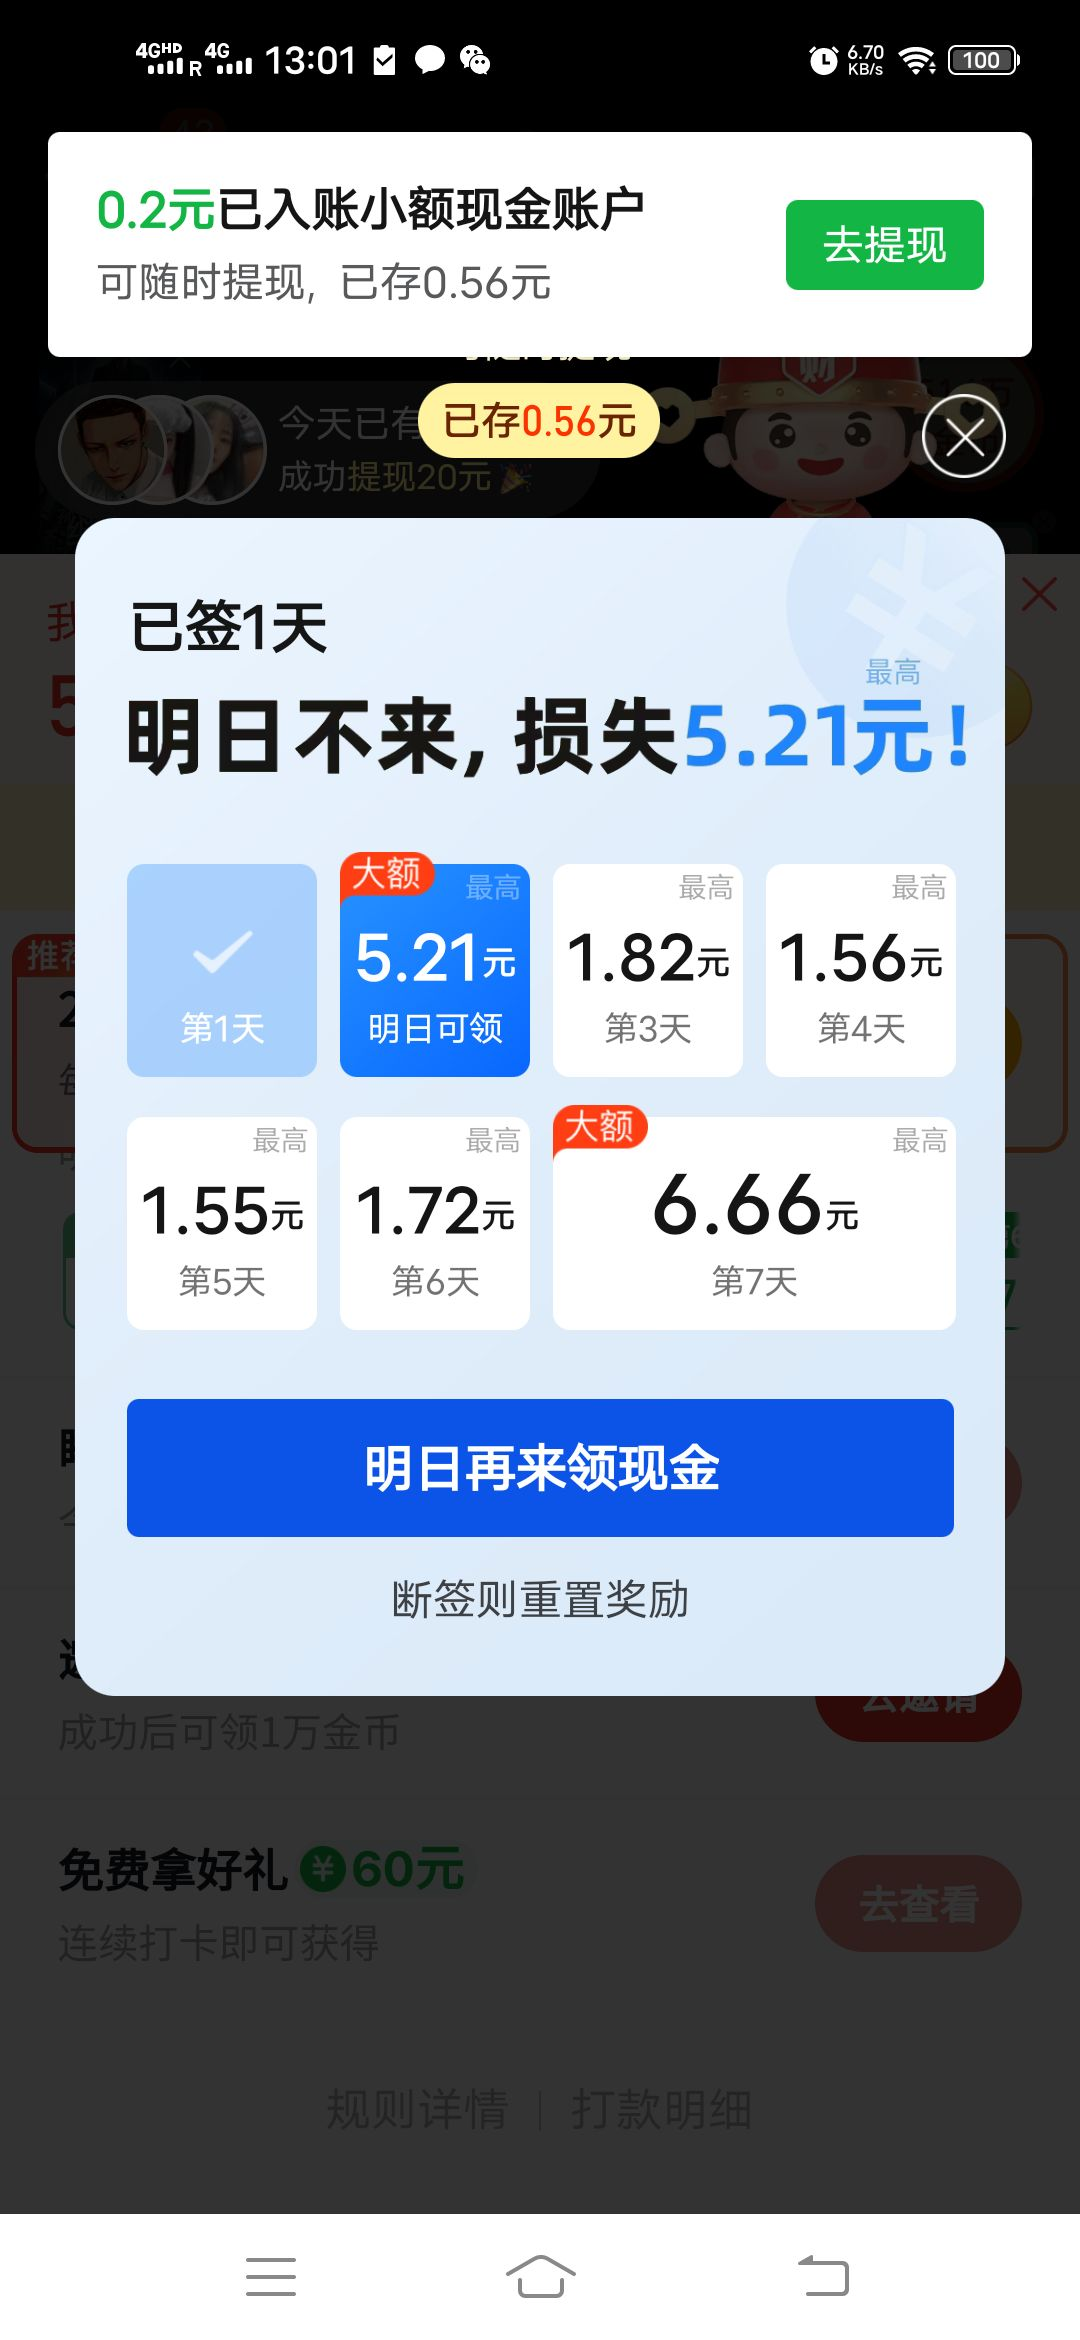 4GHD R 4G 13:01 6.70 KB/s 100
0.2元已入账小额现金账户
可随时提现, 已存0.56元
去提现
今天已有
成功提现20元
已存0.56元
已签1天
最高
明日不来, 损失5.21元!
第1天
大额 最高
5.21元
明日可领
最高
1.82元
第3天
最高
1.56元
第4天
最高
1.55元
第5天
最高
1.72元
第6天
大额 最高
6.66元
第7天
明日再来领现金
断签则重置奖励
去邀请
成功后可领1万金币
免费拿好礼 ¥60元
连续打卡即可获得
去查看
规则详情 | 打款明细